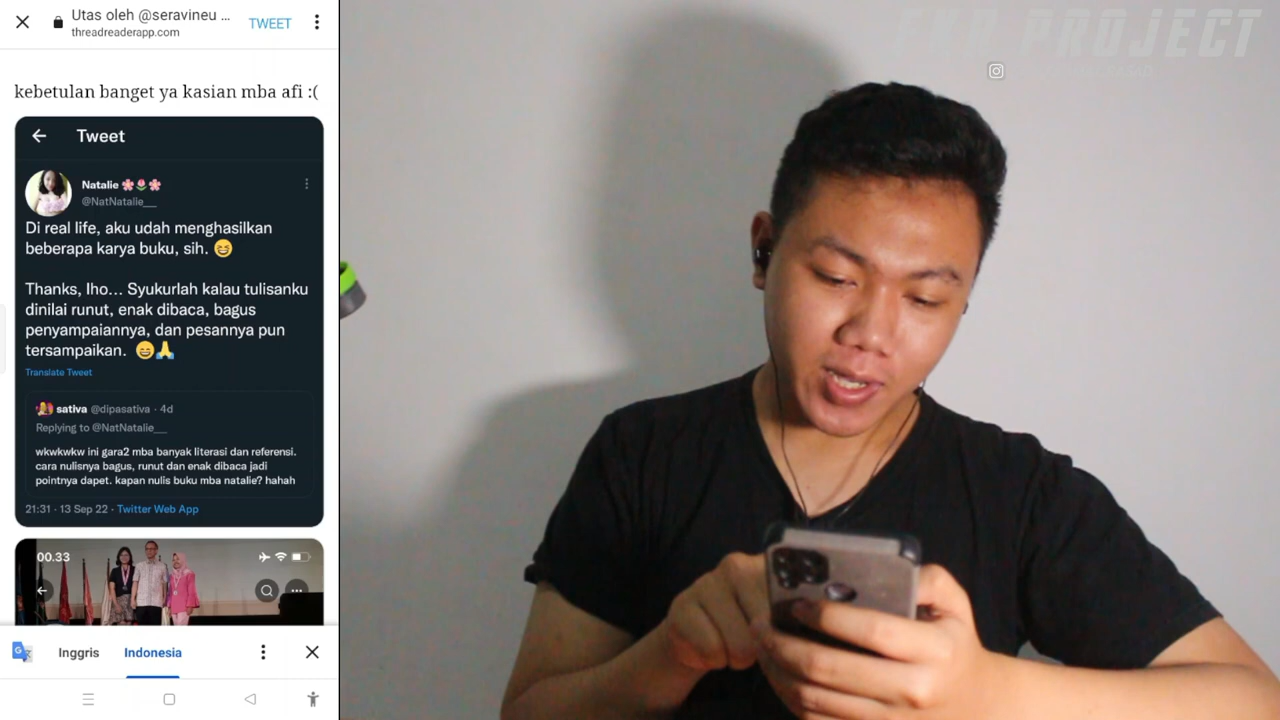 Utas oleh @seravineu ...
threadreaderapp.com
TWEET
kebetulan banget ya kasian mba afi :(
Tweet
Natalie 🌸🌷🌸
@NatNatalie__
Di real life, aku udah menghasilkan
beberapa karya buku, sih. 😆
Thanks, lho... Syukurlah kalau tulisanku
dinilai runut, enak dibaca, bagus
penyampaiannya, dan pesannya pun
tersampaikan. 😄🙏
Translate Tweet
sativa @dipasativa · 4d
Replying to @NatNatalie__
wkwkwkw ini gara2 mba banyak literasi dan referensi.
cara nulisnya bagus, runut dan enak dibaca jadi
pointnya dapet. kapan nulis buku mba natalie? hahah
21:31 · 13 Sep 22 · Twitter Web App
00.33
Inggris
Indonesia
PROJECT